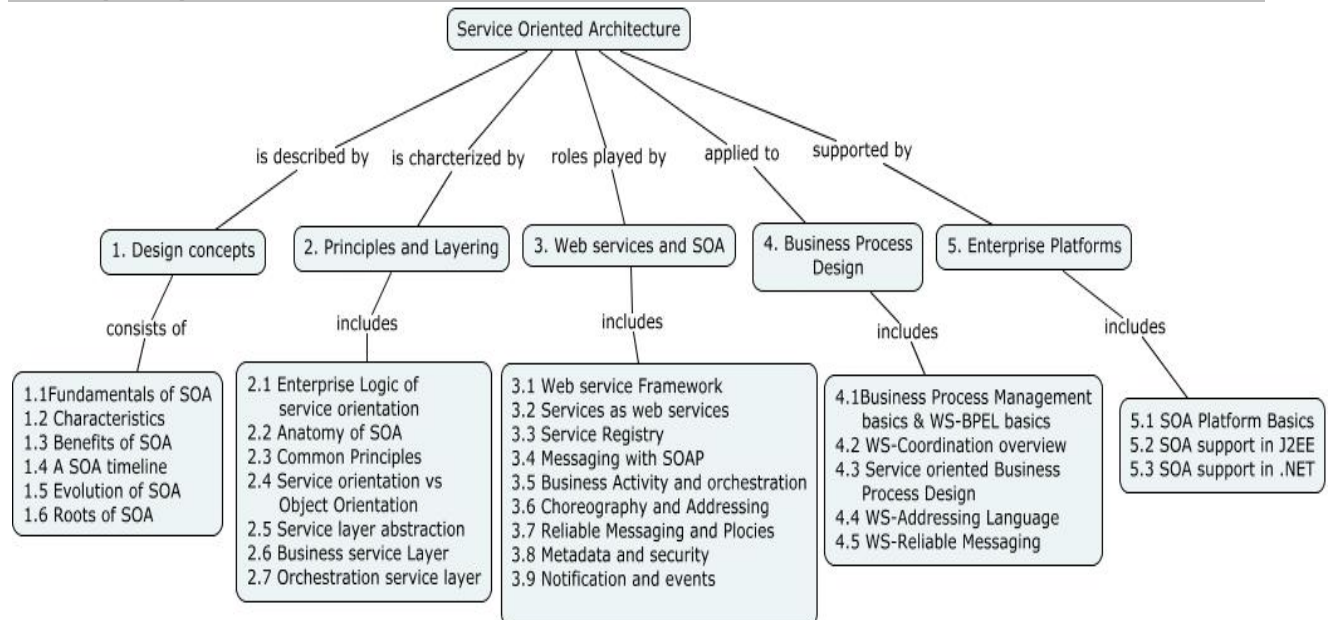 Service Oriented Architecture
is described by
is charcterized by
roles played by
applied to
supported by
1. Design concepts
2. Principles and Layering
3. Web services and SOA
4. Business Process
Design
5. Enterprise Platforms
consists of
includes
includes
includes
includes
1.1Fundamentals of SOA
1.2 Characteristics
1.3 Benefits of SOA
1.4 A SOA timeline
1.5 Evolution of SOA
1.6 Roots of SOA
2.1 Enterprise Logic of
service orientation
2.2 Anatomy of SOA
2.3 Common Principles
2.4 Service orientation vs
Object Orientation
2.5 Service layer abstraction
2.6 Business service Layer
2.7 Orchestration service layer
3.1 Web service Framework
3.2 Services as web services
3.3 Service Registry
3.4 Messaging with SOAP
3.5 Business Activity and orchestration
3.6 Choreography and Addressing
3.7 Reliable Messaging and Plocies
3.8 Metadata and security
3.9 Notification and events
4.1Business Process Management
basics & WS-BPEL basics
4.2 WS-Coordination overview
4.3 Service oriented Business
Process Design
4.4 WS-Addressing Language
4.5 WS-Reliable Messaging
5.1 SOA Platform Basics
5.2 SOA support in J2EE
5.3 SOA support in .NET